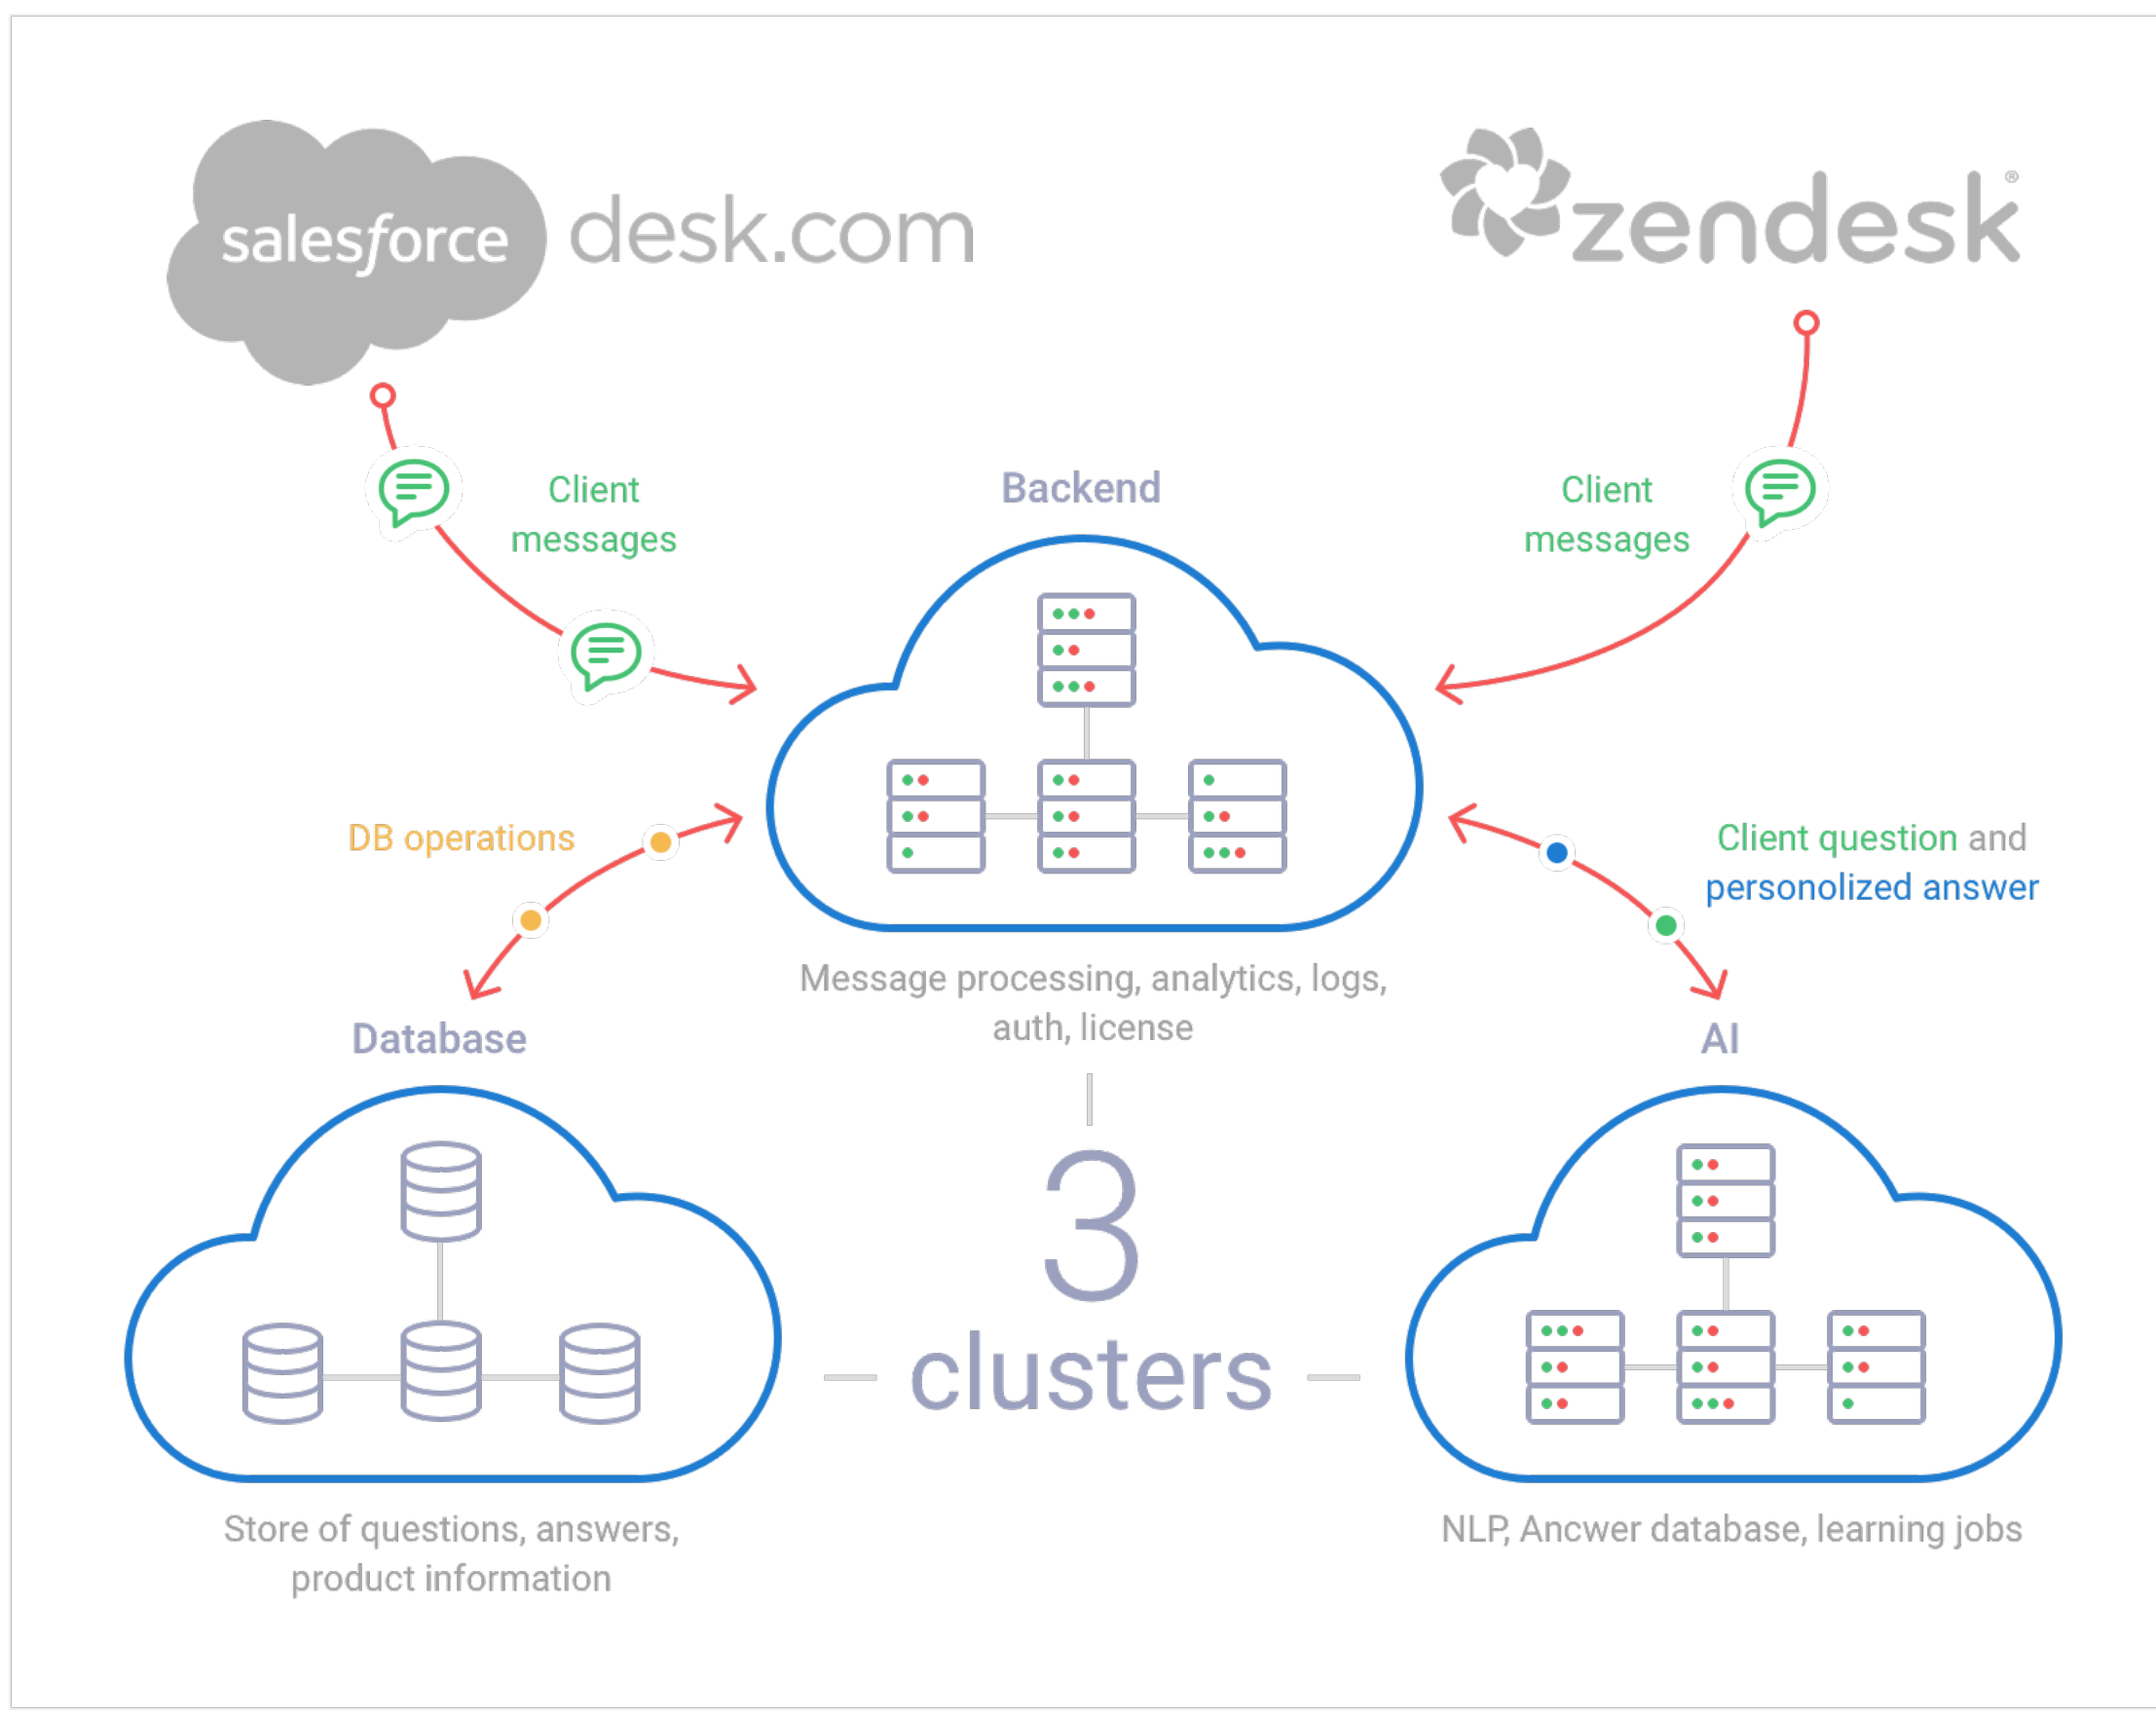 salesforce desk.com
zendesk®
Client
messages
Backend
Client
messages
DB operations
Client question and
personolized answer
Message processing, analytics, logs,
auth, license
Database
AI
3
clusters
Store of questions, answers,
product information
NLP, Ancwer database, learning jobs